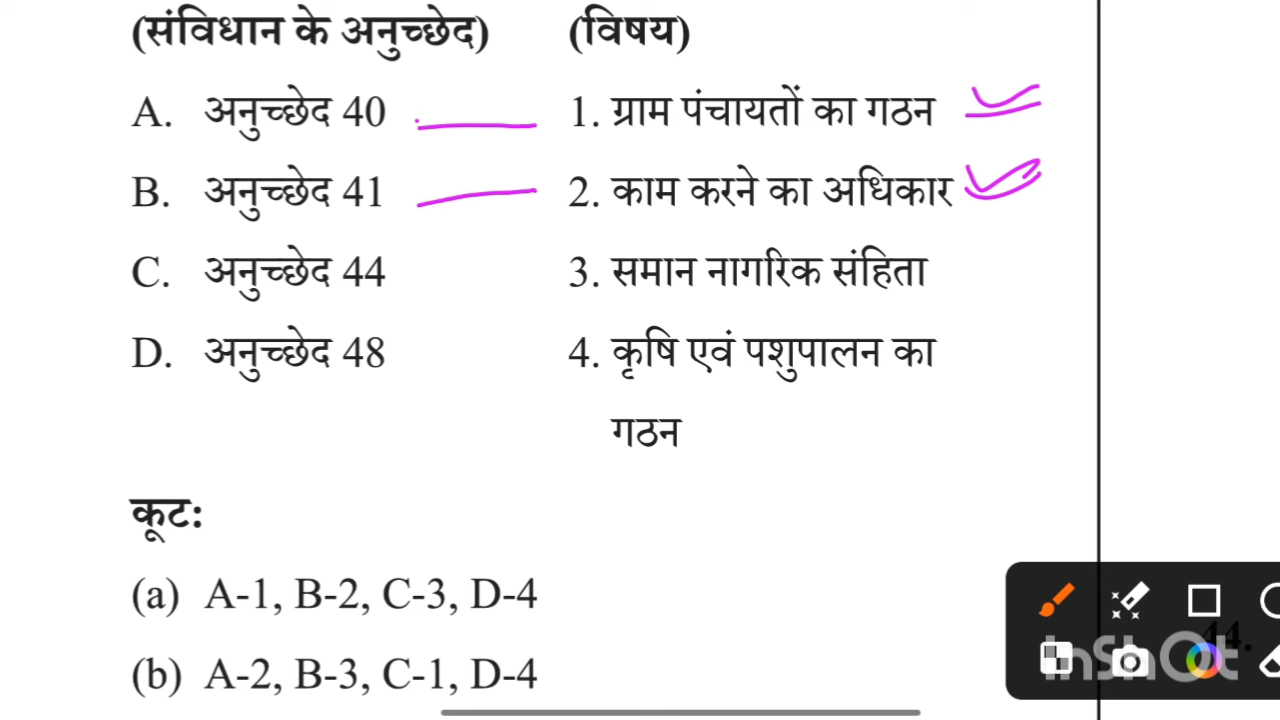 (संविधान के अनुच्छेद) (विषय)
A. अनुच्छेद 40 1. ग्राम पंचायतों का गठन
B. अनुच्छेद 41 2. काम करने का अधिकार
C. अनुच्छेद 44 3. समान नागरिक संहिता
D. अनुच्छेद 48 4. कृषि एवं पशुपालन का
गठन
कूट:
(a) A-1, B-2, C-3, D-4
44.
InShOt
(b) A-2, B-3, C-1, D-4